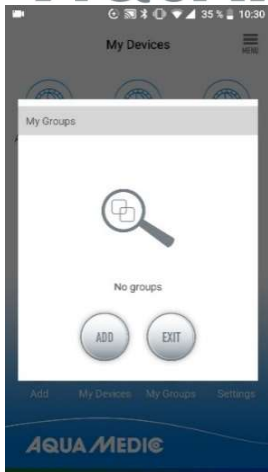 35 % 10:30
My Devices
MENU
My Groups
No groups
ADD EXIT
Add My Devices My Groups Settings
AQUA MEDIC